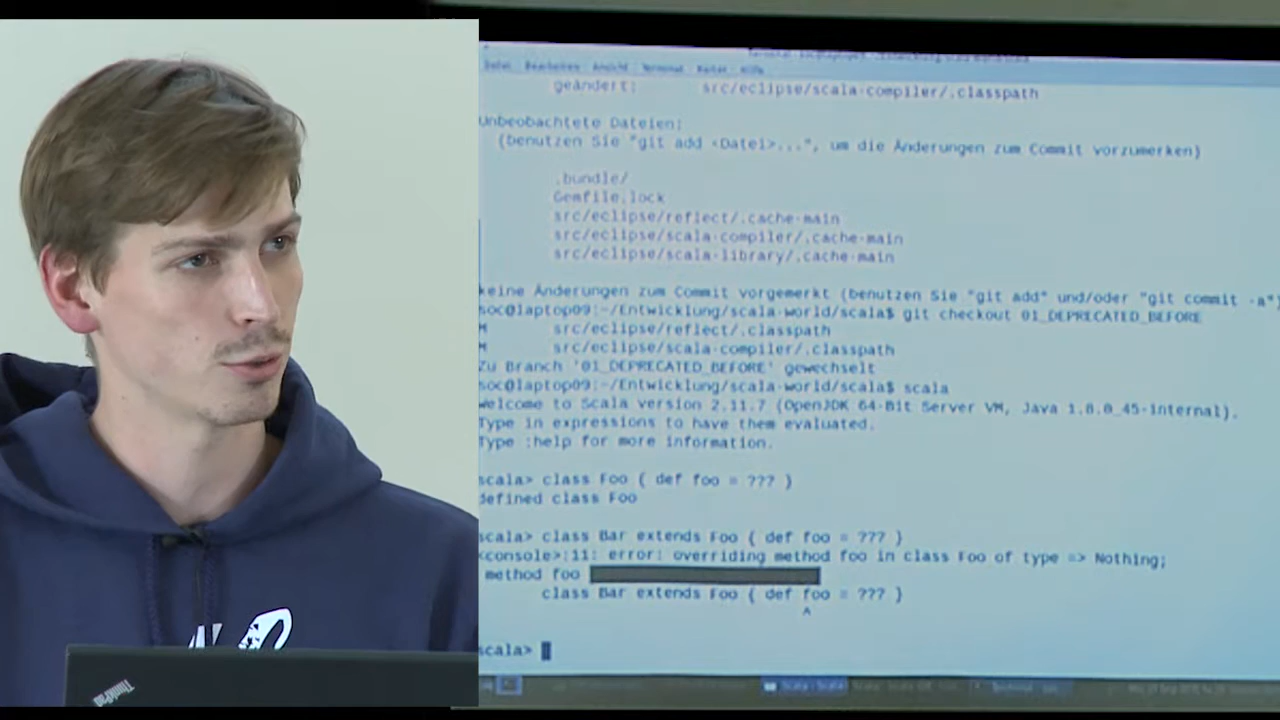 Datei Bearbeiten Ansicht Terminal Reiter Hilfe
geändert: src/eclipse/scala-compiler/.classpath
Unbeobachtete Dateien:
(benutzen Sie "git add <Datei>...", um die Änderungen zum Commit vorzumerken)
.bundle/
Gemfile.lock
src/eclipse/reflect/.cache-main
src/eclipse/scala-compiler/.cache-main
src/eclipse/scala-library/.cache-main
keine Änderungen zum Commit vorgemerkt (benutzen Sie "git add" und/oder "git commit -a")
soc@laptop09:~/Entwicklung/scala-world/scala$ git checkout 01_DEPRECATED_BEFORE
M src/eclipse/reflect/.classpath
M src/eclipse/scala-compiler/.classpath
Zu Branch '01_DEPRECATED_BEFORE' gewechselt
soc@laptop09:~/Entwicklung/scala-world/scala$ scala
Welcome to Scala version 2.11.7 (OpenJDK 64-Bit Server VM, Java 1.8.0_45-internal).
Type in expressions to have them evaluated.
Type :help for more information.
scala> class Foo { def foo = ??? }
defined class Foo
scala> class Bar extends Foo { def foo = ??? }
<console>:11: error: overriding method foo in class Foo of type => Nothing;
method foo
class Bar extends Foo { def foo = ??? }
^
scala>
ThinkPad